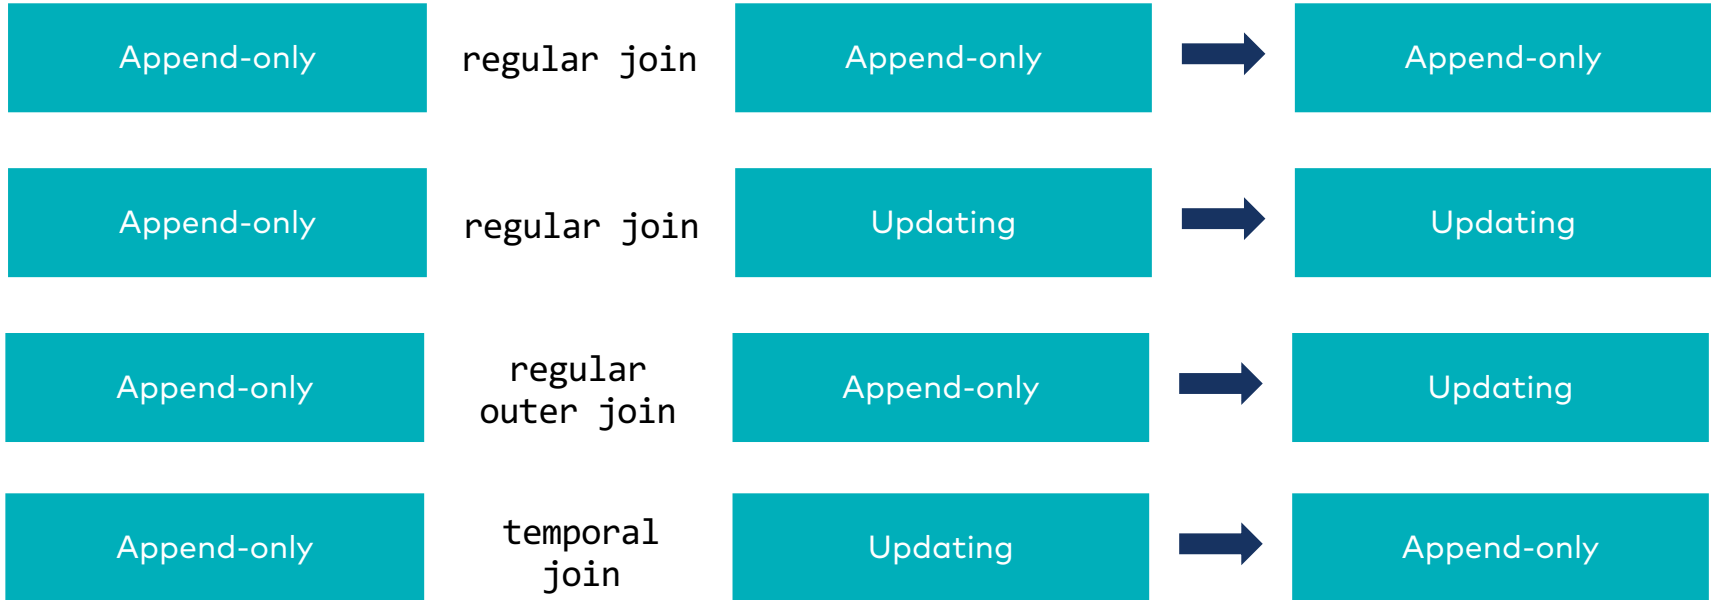 Append-only regular join Append-only Append-only
Append-only regular join Updating Updating
Append-only regular
outer join Append-only Updating
Append-only temporal
join Updating Append-only